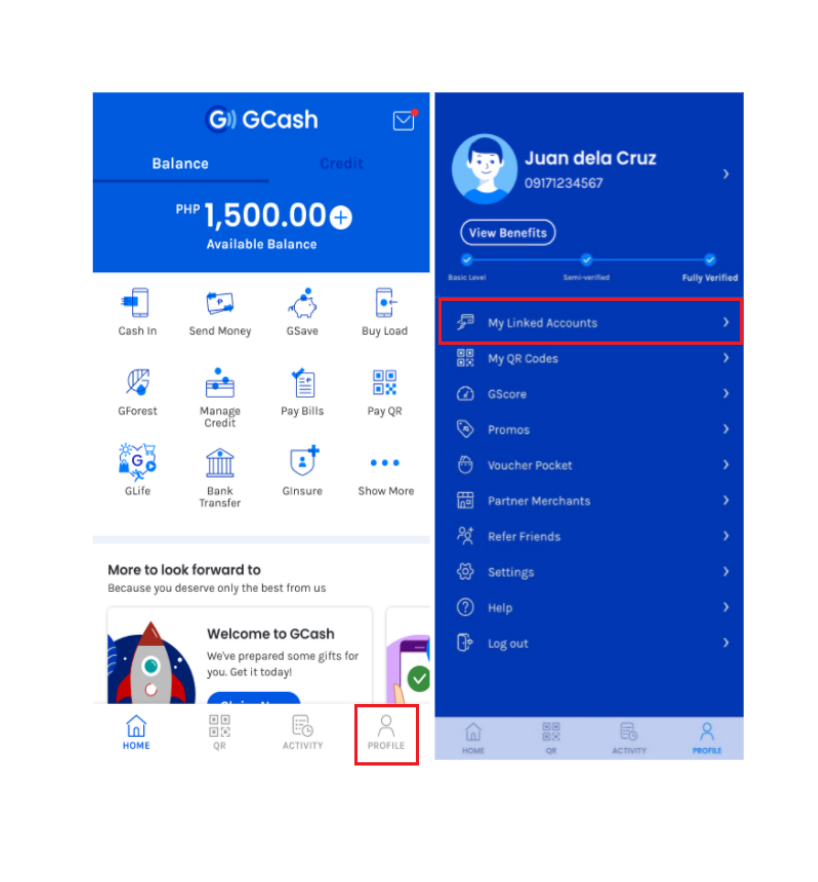 G)) GCash
Balance
Credit
PHP 1,500.00+
Available Balance
Cash In
Send Money
GSave
Buy Load
GForest
Manage
Credit
Pay Bills
Pay QR
G
GLife
Bank
Transfer
GInsure
Show More
More to look forward to
Because you deserve only the best from us
Welcome to GCash
We've prepared some gifts for
you. Get it today!
HOME
QR
ACTIVITY
PROFILE
Juan dela Cruz
09171234567
View Benefits
Basic Level
Semi-verified
Fully Verified
My Linked Accounts
My QR Codes
GScore
Promos
Voucher Pocket
Partner Merchants
Refer Friends
Settings
Help
Log out
HOME
QR
ACTIVITY
PROFILE